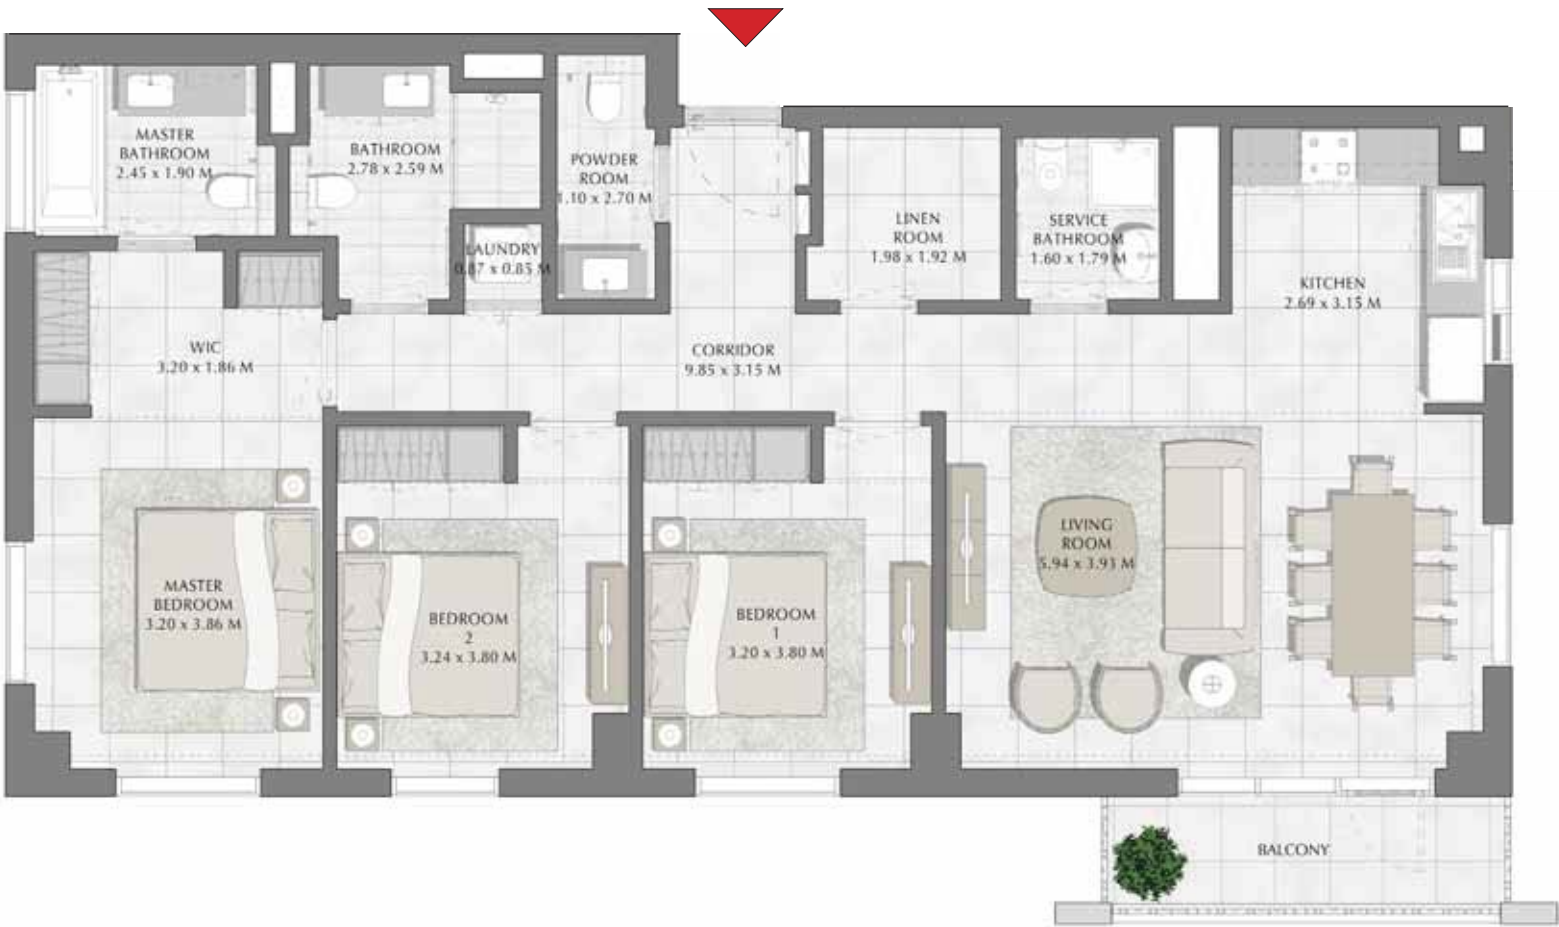 MASTER
BATHROOM
2.45 x 1.90 M
BATHROOM
2.78 x 2.59 M
POWDER
ROOM
1.10 x 2.70 M
LAUNDRY
0.87 x 0.85 M
LINEN
ROOM
1.98 x 1.92 M
SERVICE
BATHROOM
1.60 x 1.79 M
KITCHEN
2.69 x 3.15 M
WIC
3.20 x 1.86 M
CORRIDOR
9.85 x 3.15 M
MASTER
BEDROOM
3.20 x 3.86 M
BEDROOM
2
3.24 x 3.80 M
BEDROOM
1
3.20 x 3.80 M
LIVING
ROOM
5.94 x 3.93 M
BALCONY